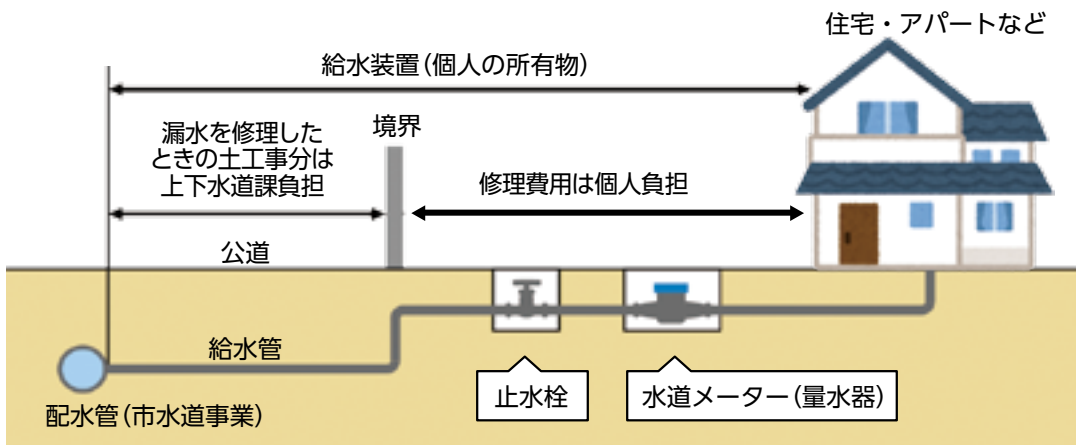 住宅・アパートなど
給水装置(個人の所有物)
漏水を修理した
ときの土工事分は
上下水道課負担
境界
修理費用は個人負担
公道
給水管
止水栓
水道メーター(量水器)
配水管(市水道事業)